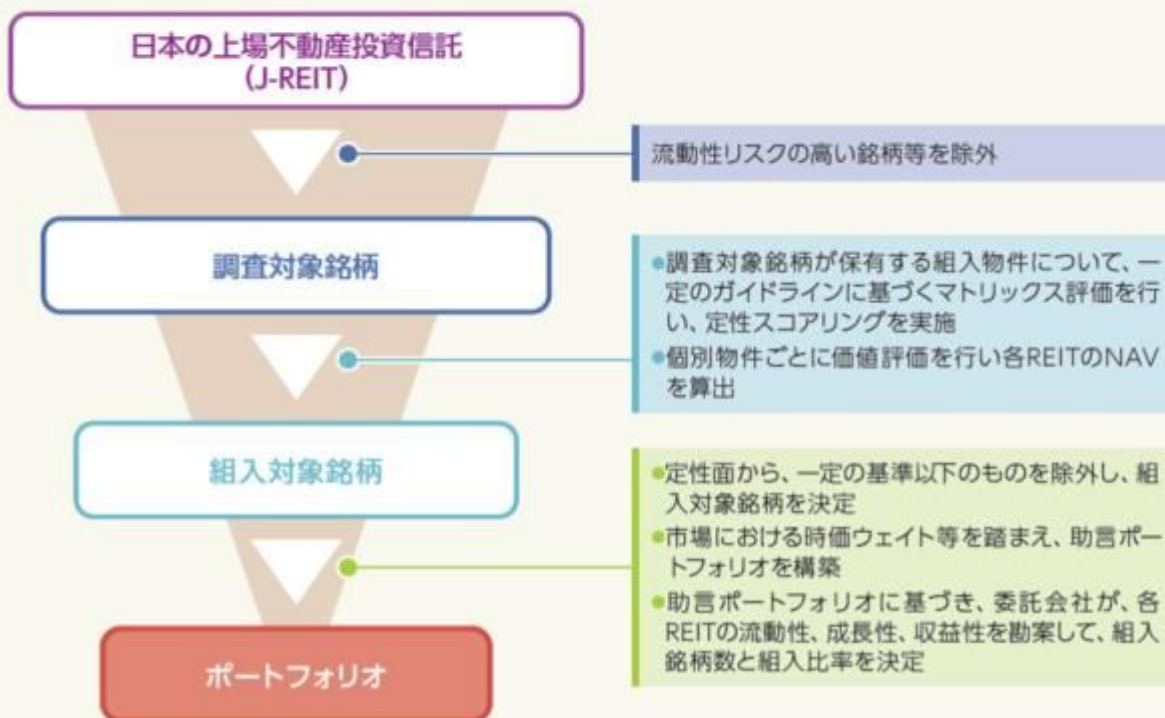 日本の上場不動産投資信託
(J-REIT)
流動性リスクの高い銘柄等を除外
調査対象銘柄
●調査対象銘柄が保有する組入物件について、一
定のガイドラインに基づくマトリックス評価を行
い、定性スコアリングを実施
●個別物件ごとに価値評価を行い各REITのNAV
を算出
組入対象銘柄
●定性面から、一定の基準以下のものを除外し、組
入対象銘柄を決定
●市場における時価ウェイト等を踏まえ、助言ポー
トフォリオを構築
●助言ポートフォリオに基づき、委託会社が、各
REITの流動性、成長性、収益性を勘案して、組入
銘柄数と組入比率を決定
ポートフォリオ